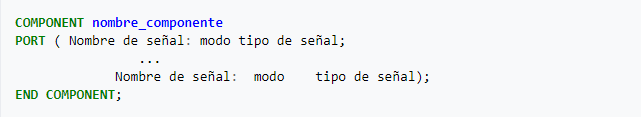 COMPONENT nombre_componente
PORT ( Nombre de señal: modo tipo de señal;
...
Nombre de señal: modo tipo de señal);
END COMPONENT;